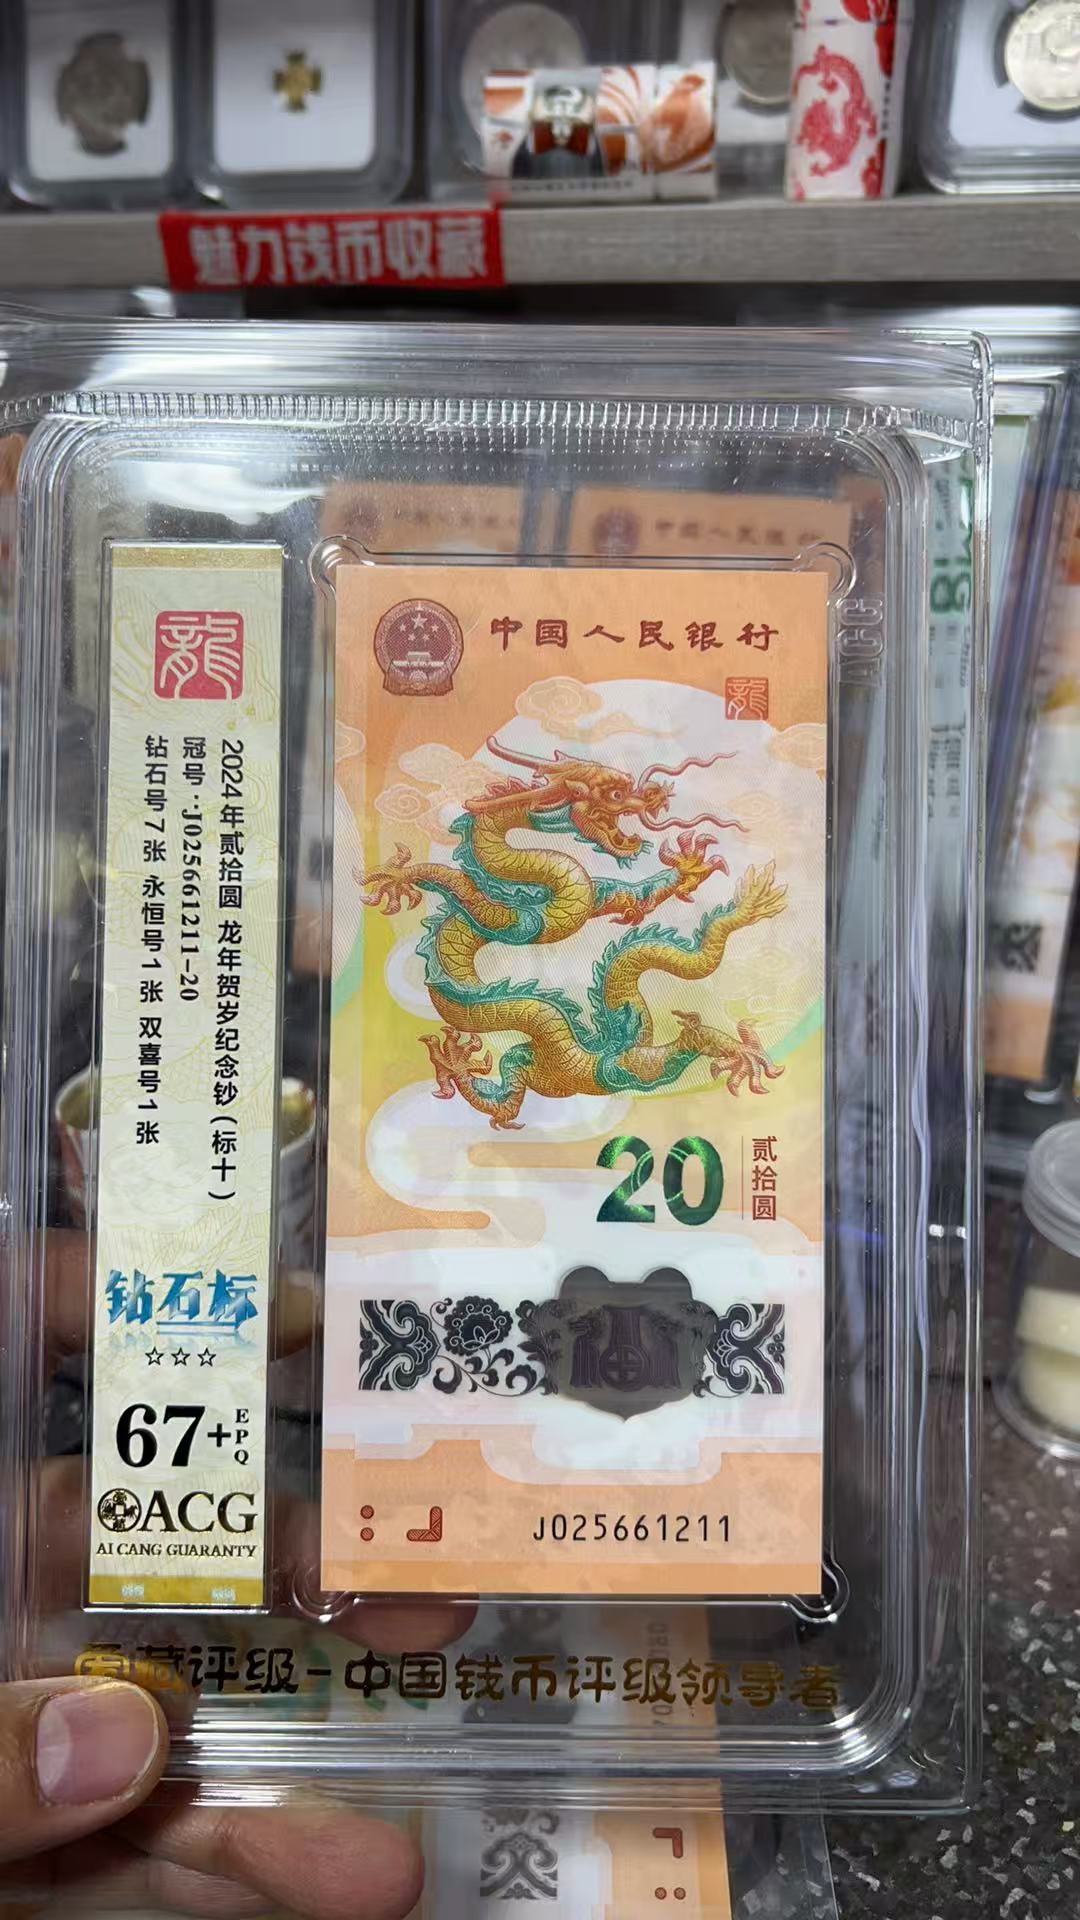 魅力钱币收藏
龍
2024年贰拾圆 龙年贺岁纪念钞(标十)
冠号:J025661211-20
钻石号7张 永恒号1张 双喜号1张
钻石标
☆☆☆
67+EPQ
ACG
AI CANG GUARANTY
中国人民银行
龍
20 贰拾圆
J025661211
爱藏评级-中国钱币评级领导者
ACG